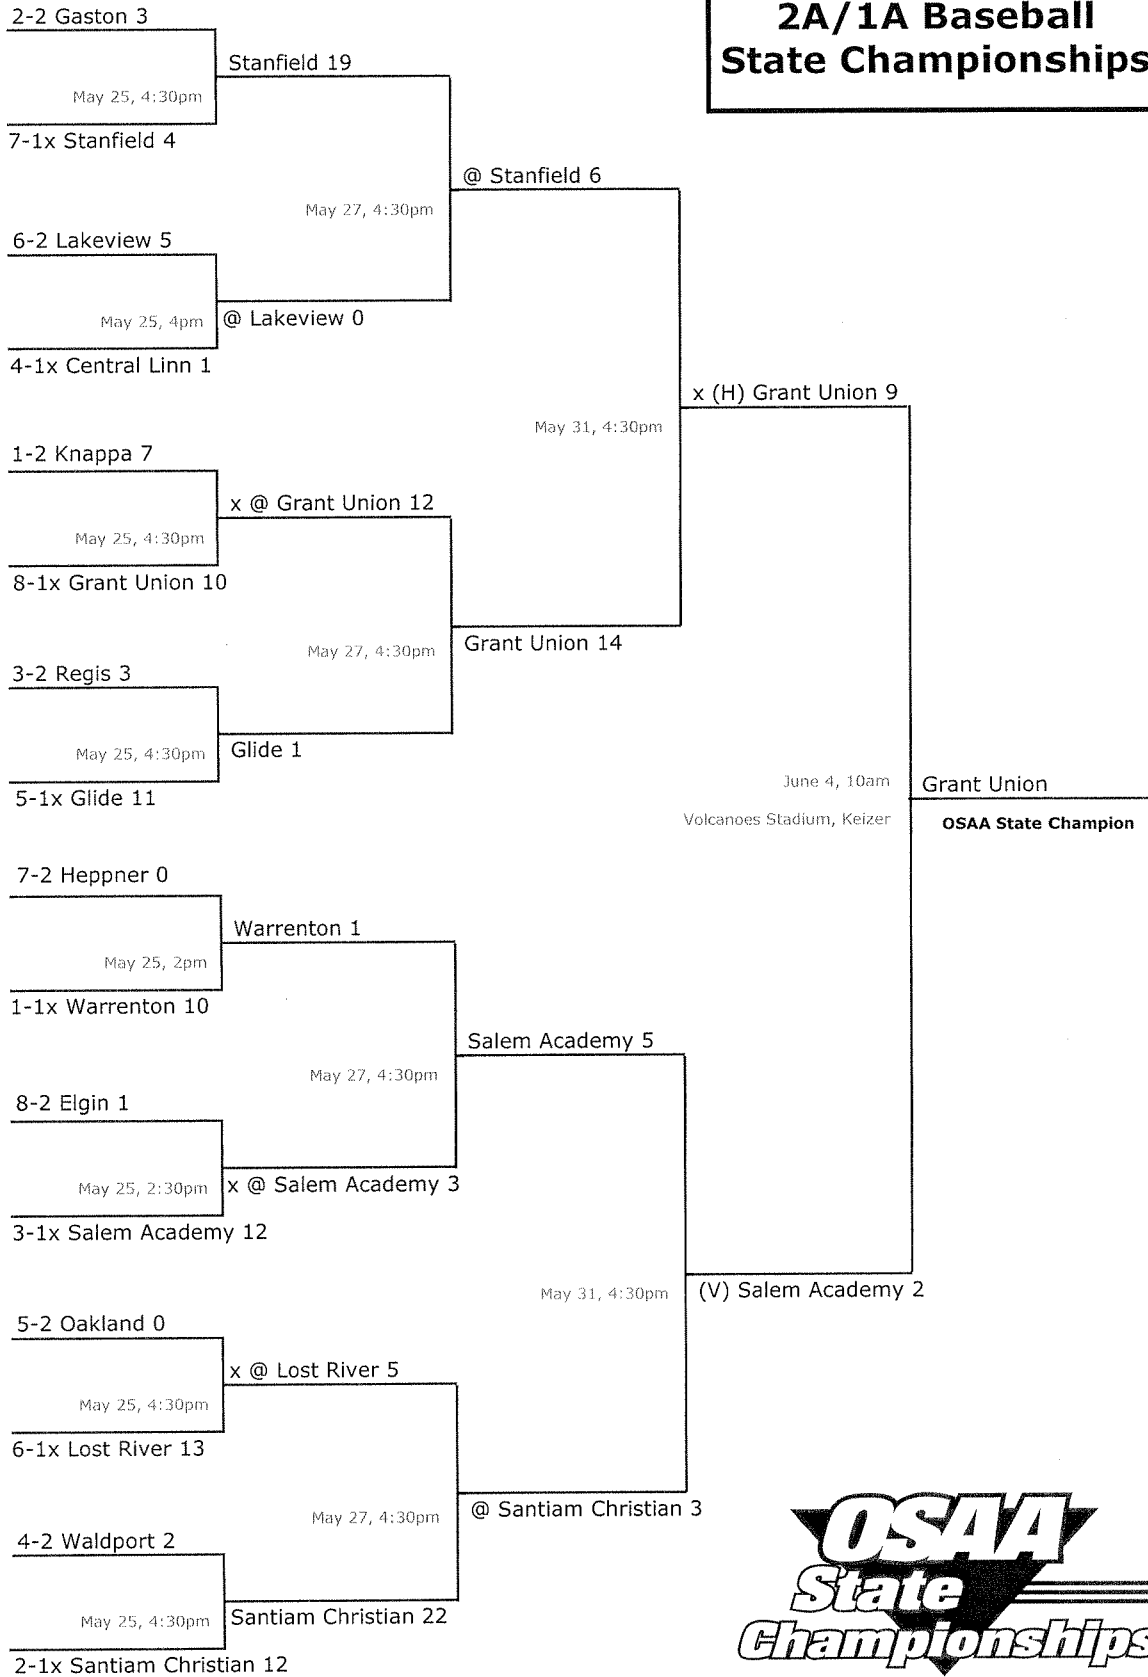 2A/1A Baseball
State Championships
2-2 Gaston 3
Stanfield 19
May 25, 4:30pm
7-1x Stanfield 4
@ Stanfield 6
May 27, 4:30pm
6-2 Lakeview 5
May 25, 4pm
@ Lakeview 0
4-1x Central Linn 1
x (H) Grant Union 9
May 31, 4:30pm
1-2 Knappa 7
x @ Grant Union 12
May 25, 4:30pm
8-1x Grant Union 10
Grant Union 14
May 27, 4:30pm
3-2 Regis 3
May 25, 4:30pm
Glide 1
5-1x Glide 11
June 4, 10am
Grant Union
Volcanoes Stadium, Keizer
OSAA State Champion
7-2 Heppner 0
Warrenton 1
May 25, 2pm
1-1x Warrenton 10
Salem Academy 5
May 27, 4:30pm
8-2 Elgin 1
May 25, 2:30pm
x @ Salem Academy 3
3-1x Salem Academy 12
May 31, 4:30pm
(V) Salem Academy 2
5-2 Oakland 0
x @ Lost River 5
May 25, 4:30pm
6-1x Lost River 13
@ Santiam Christian 3
May 27, 4:30pm
4-2 Waldport 2
May 25, 4:30pm
Santiam Christian 22
2-1x Santiam Christian 12
OSAA
State
Championships